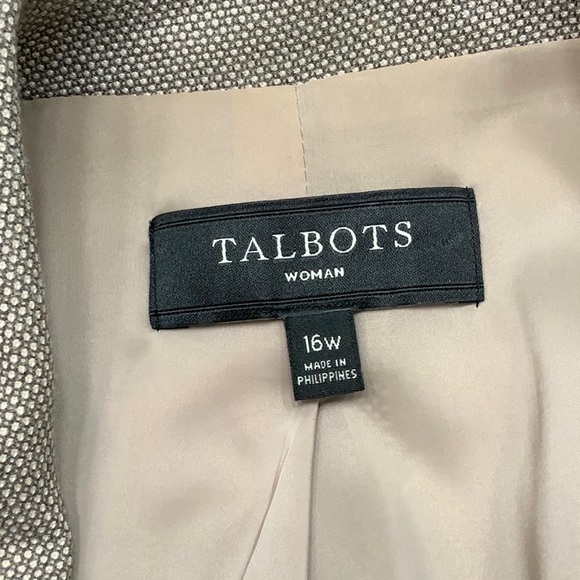 TALBOTS
WOMAN
16W
MADE IN
PHILIPPINES